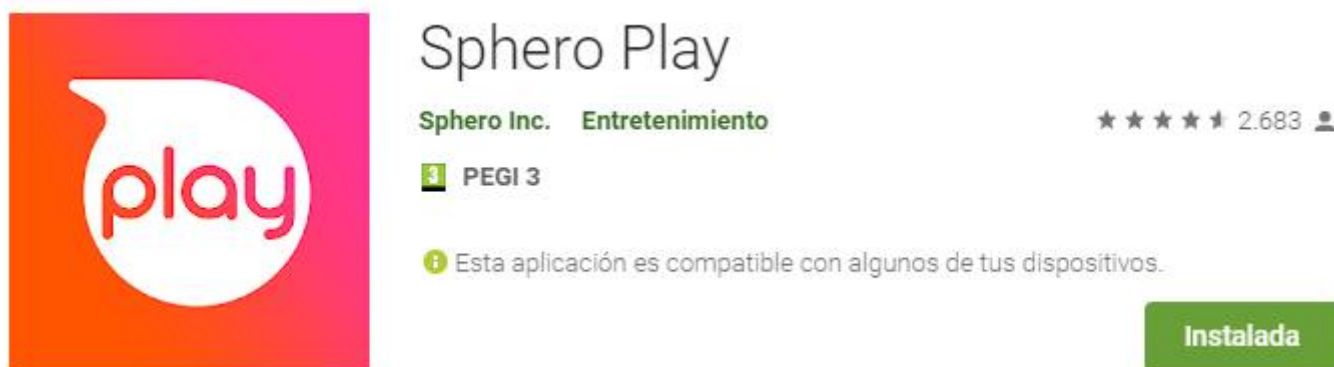 play
Sphero Play
Sphero Inc. Entretenimiento
2.683
3 PEGI 3
Esta aplicación es compatible con algunos de tus dispositivos.
Instalada